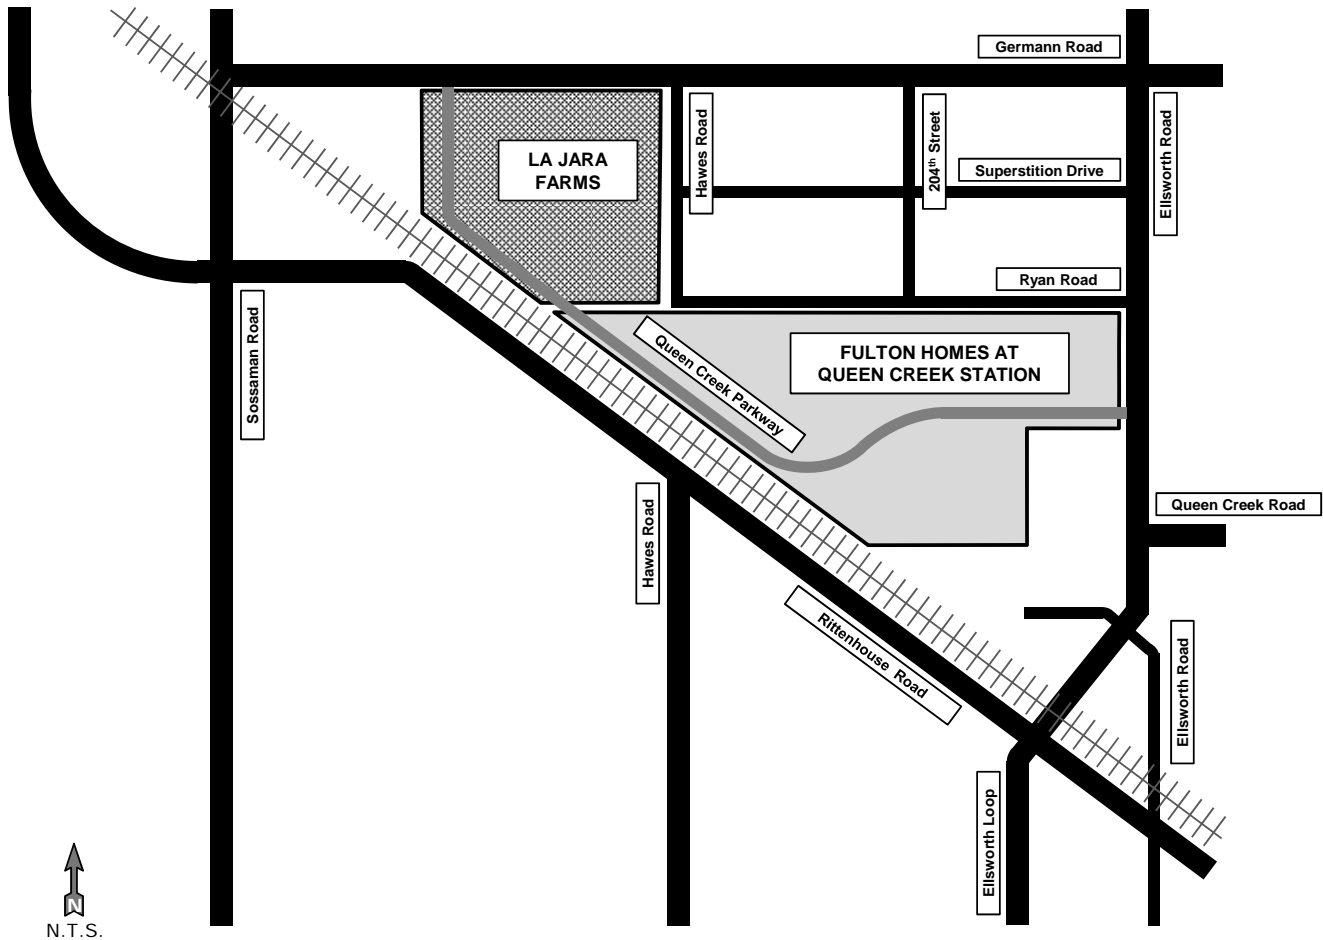 Germann Road
Hawes Road
204th Street
Ellsworth Road
LA JARA
FARMS
Superstition Drive
Ryan Road
Sossaman Road
Queen Creek Parkway
FULTON HOMES AT
QUEEN CREEK STATION
Hawes Road
Queen Creek Road
Rittenhouse Road
Ellsworth Road
Ellsworth Loop
N
N.T.S.